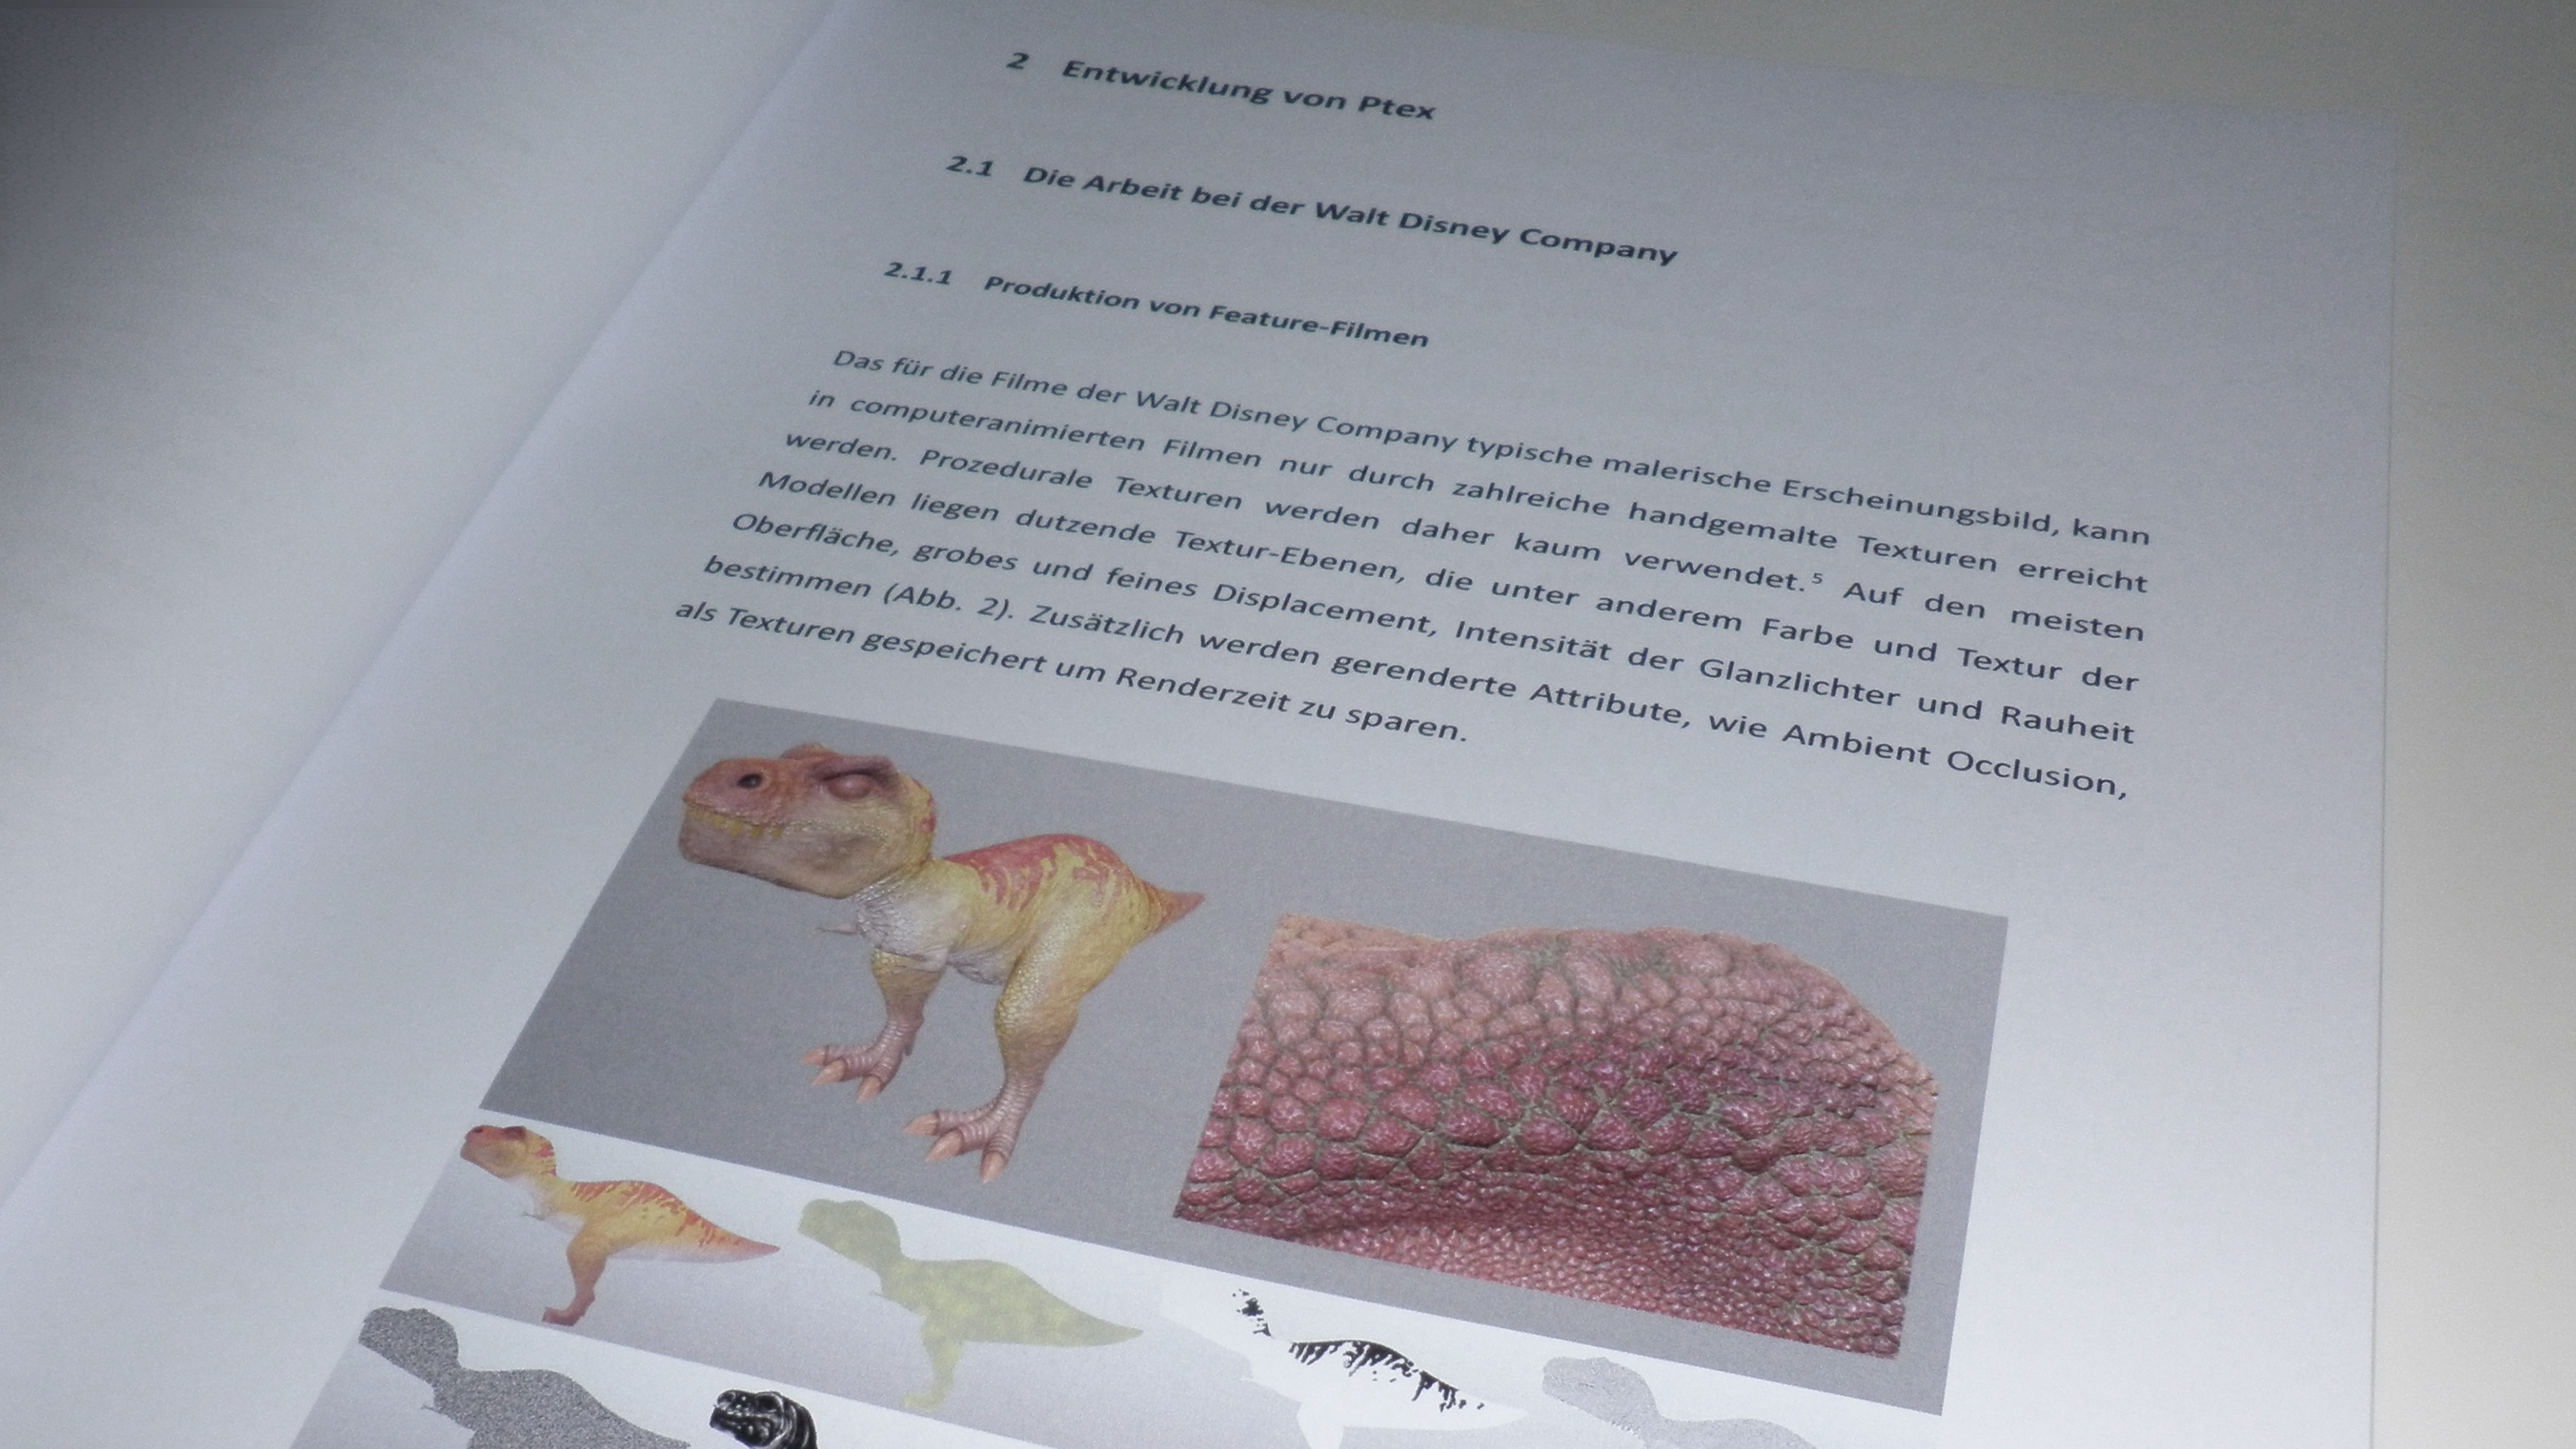 2 Entwicklung von Ptex
2.1 Die Arbeit bei der Walt Disney Company
2.1.1 Produktion von Feature-Filmen
Das für die Filme der Walt Disney Company typische malerische Erscheinungsbild, kann
in computeranimierten Filmen nur durch zahlreiche handgemalte Texturen erreicht
werden. Prozedurale Texturen werden daher kaum verwendet.⁵ Auf den meisten
Modellen liegen dutzende Textur-Ebenen, die unter anderem Farbe und Textur der
Oberfläche, grobes und feines Displacement, Intensität der Glanzlichter und Rauheit
bestimmen (Abb. 2). Zusätzlich werden gerenderte Attribute, wie Ambient Occlusion,
als Texturen gespeichert um Renderzeit zu sparen.